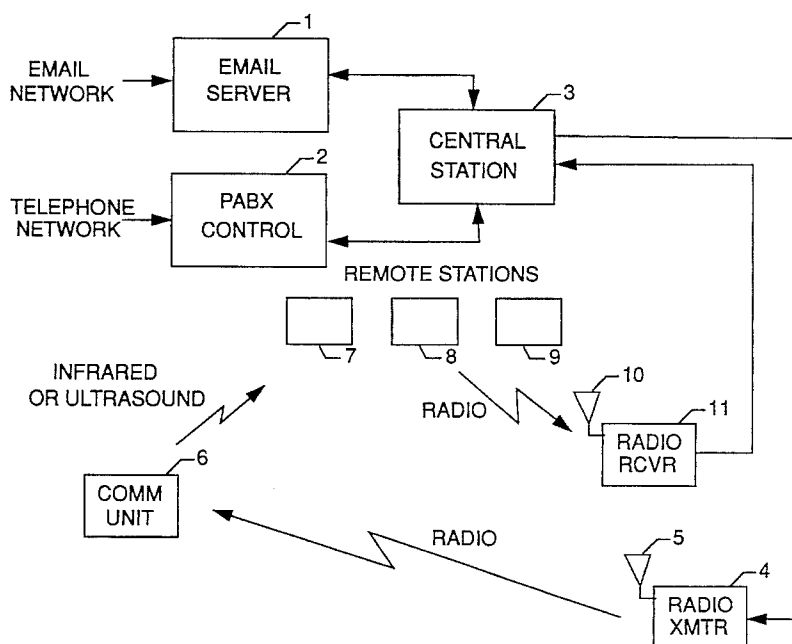 1
EMAIL
NETWORK
EMAIL
SERVER
3
CENTRAL
STATION
2
TELEPHONE
NETWORK
PABX
CONTROL
REMOTE STATIONS
7
8
9
INFRARED
OR ULTRASOUND
RADIO
10
11
RADIO
RCVR
6
COMM
UNIT
RADIO
5
4
RADIO
XMTR